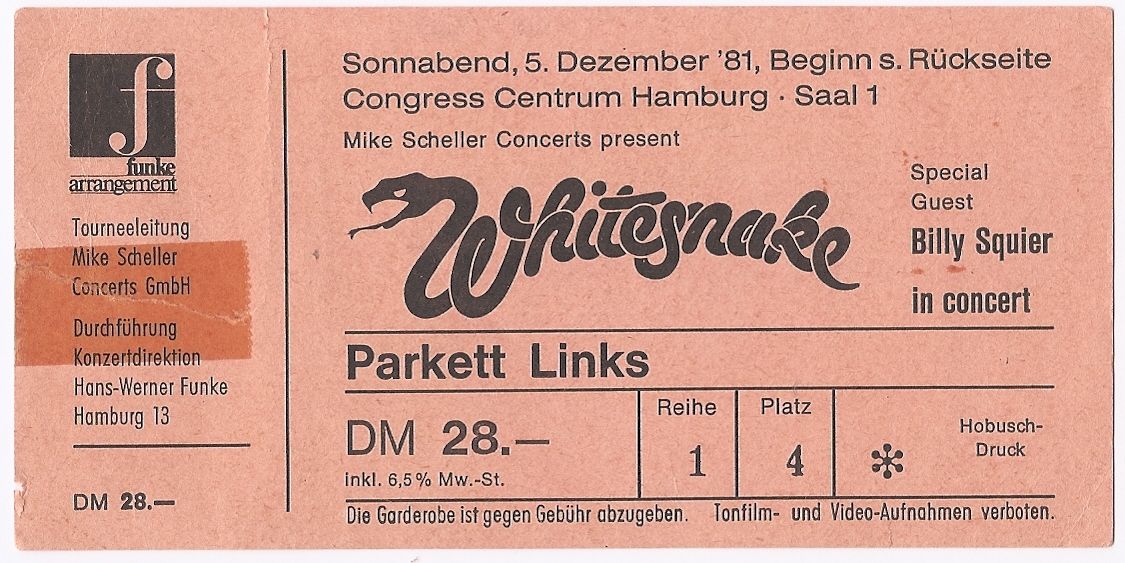 f
funke
arrangement
Tourneeleitung
Mike Scheller
Concerts GmbH
Durchführung
Konzertdirektion
Hans-Werner Funke
Hamburg 13
DM 28.—
Sonnabend, 5. Dezember '81, Beginn s. Rückseite
Congress Centrum Hamburg · Saal 1
Mike Scheller Concerts present
Whitesnake
Special
Guest
Billy Squier
in concert
Parkett Links
DM 28.—
inkl. 6,5% Mw.-St.
Reihe
1
Platz
4
Hobusch-
Druck
Die Garderobe ist gegen Gebühr abzugeben. Tonfilm- und Video-Aufnahmen verboten.